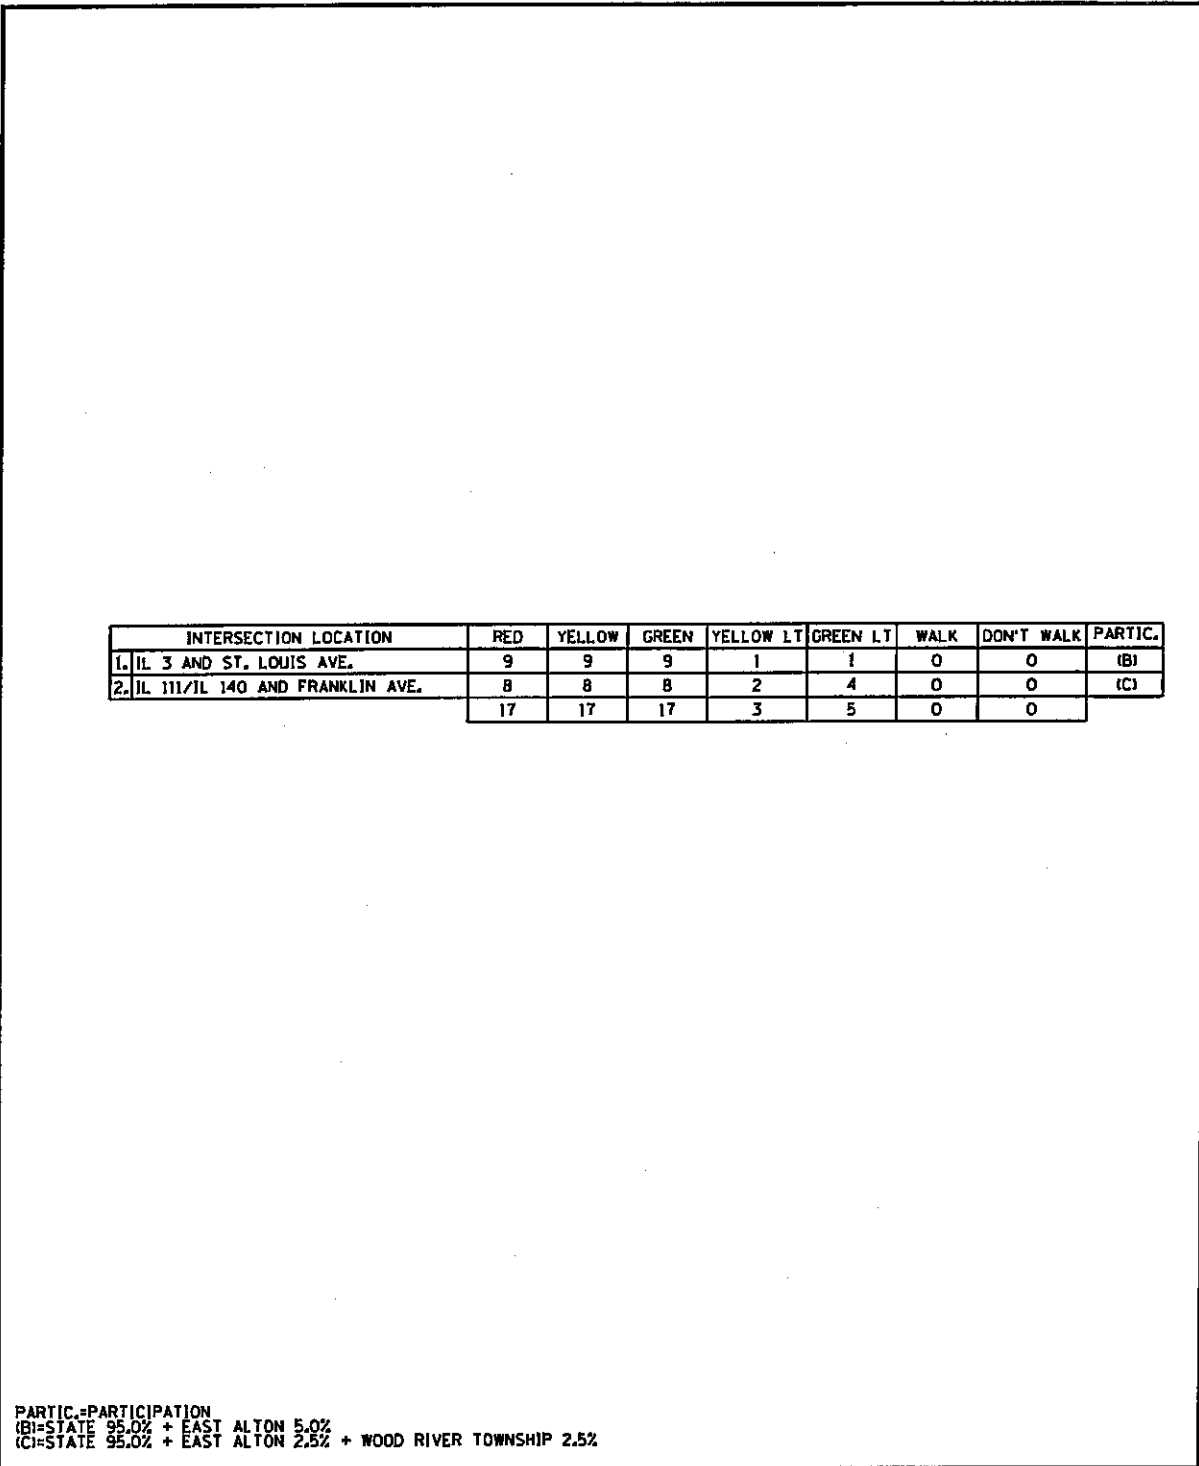 INTERSECTION LOCATION RED YELLOW GREEN YELLOW LT GREEN LT WALK DON'T WALK PARTIC.
1. IL 3 AND ST. LOUIS AVE. 9 9 9 1 1 0 0 (B)
2. IL 111/IL 140 AND FRANKLIN AVE. 8 8 8 2 4 0 0 (C)
17 17 17 3 5 0 0
PARTIC.=PARTICIPATION
(B)=STATE 95.0% + EAST ALTON 5.0%
(C)=STATE 95.0% + EAST ALTON 2.5% + WOOD RIVER TOWNSHIP 2.5%